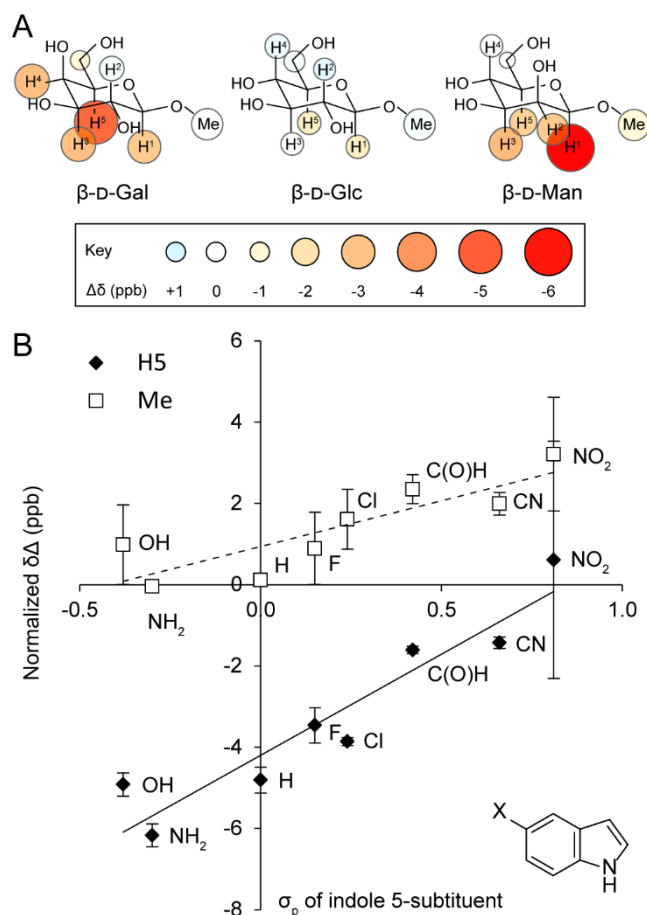 A
OH
HO
H⁴
H²
O
O
Me
HO
H⁵
OH
H³
H¹
β-D-Gal
H⁴
OH
H²
HO
O
O
Me
HO
H⁵
OH
H³
H¹
β-D-Glc
H⁴
OH
OH
HO
O
O
Me
HO
H⁵
H²
H³
H¹
β-D-Man
Key
Δδ (ppb) +1 0 -1 -2 -3 -4 -5 -6
B
H5
Me
Normalized δΔ (ppb)
6
4
2
0
-2
-4
-6
-8
-0.5 0.0 0.5 1.0
OH
NH₂
H
F
Cl
C(O)H
CN
NO₂
NO₂
CN
C(O)H
F
Cl
H
OH
NH₂
X
N
H
σₚ of indole 5-subtituent